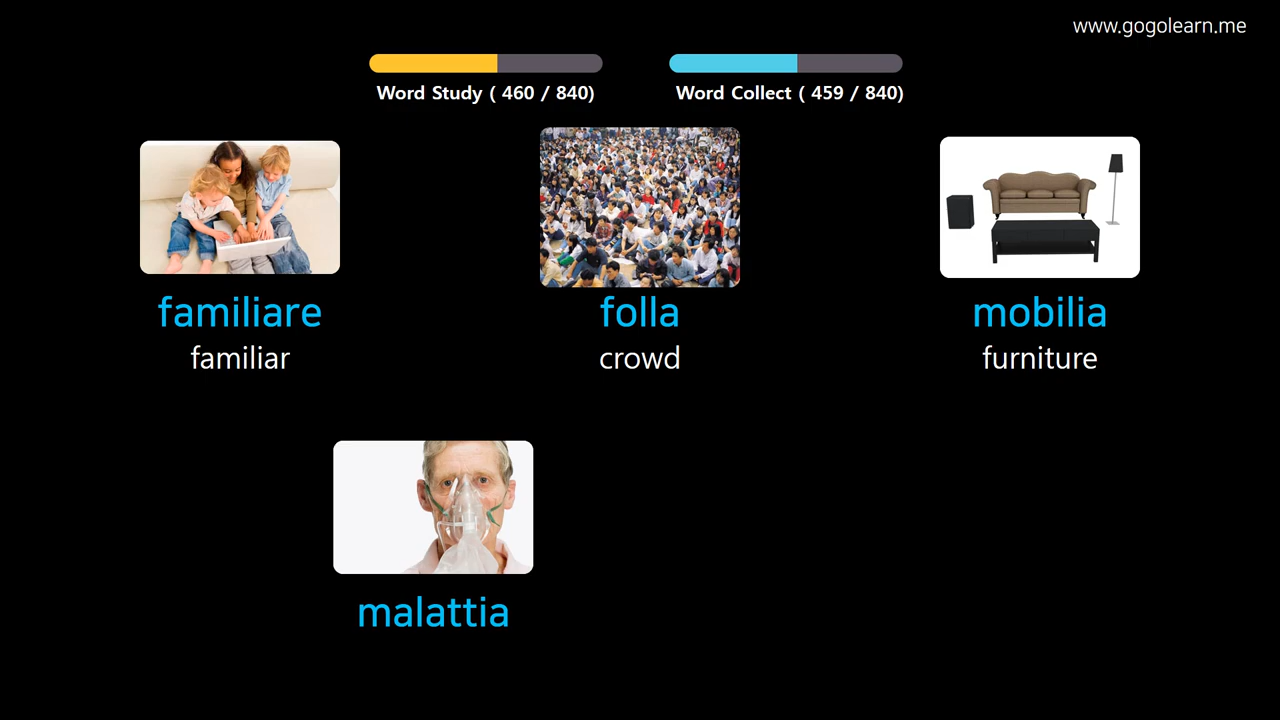 www.gogolearn.me
Word Study ( 460 / 840)
Word Collect ( 459 / 840)
familiare
familiar
folla
crowd
mobilia
furniture
malattia